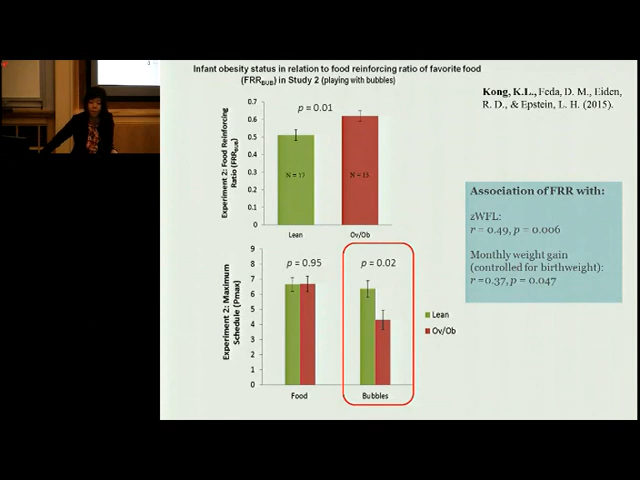 Infant obesity status in relation to food reinforcing ratio of favorite food
(FRRBUB) in Study 2 (playing with bubbles)
Kong, K.L., Feda, D. M., Eiden,
R. D., & Epstein, L. H. (2015).
Experiment 2: Food Reinforcing
Ratio (FRRBUB)
0.7
0.6
0.5
0.4
0.3
0.2
0.1
0
p = 0.01
N = 17
N = 15
Lean
Ov/Ob
Association of FRR with:
zWFL:
r = 0.49, p = 0.006
Monthly weight gain
(controlled for birthweight):
r =0.37, p = 0.047
Experiment 2: Maximum
Schedule (Pmax)
9
8
7
6
5
4
3
2
1
0
p = 0.95
p = 0.02
Food
Bubbles
Lean
Ov/Ob